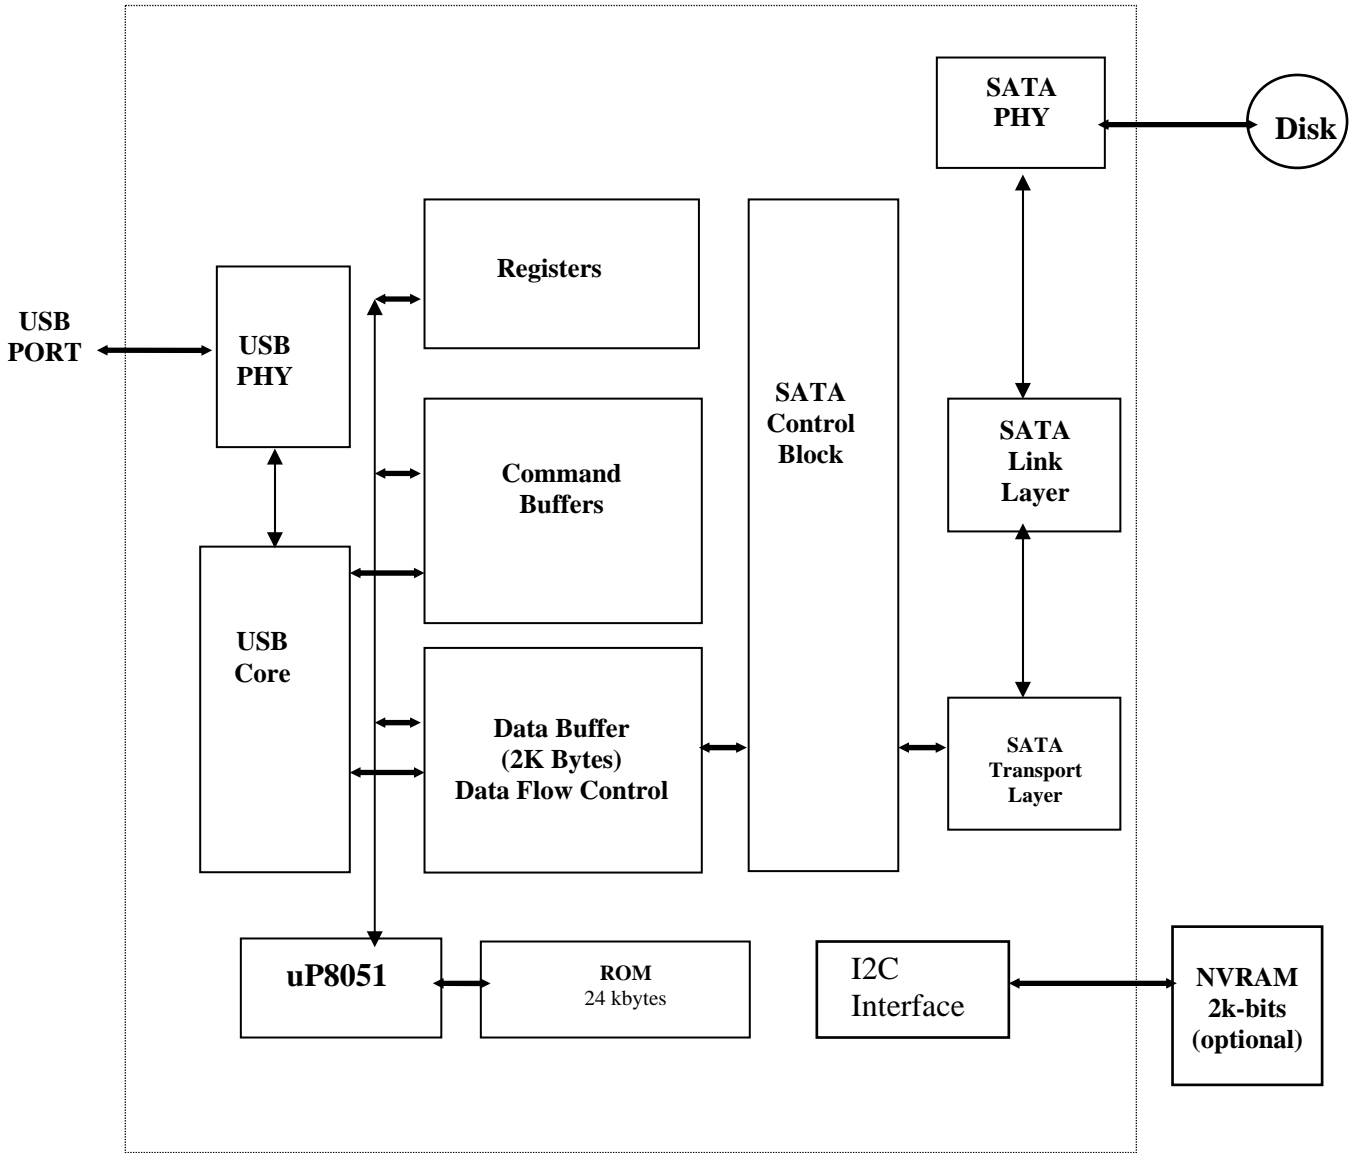 SATA
PHY
Disk
Registers
USB
PORT
USB
PHY
SATA
Control
Block
SATA
Link
Layer
Command
Buffers
USB
Core
Data Buffer
(2K Bytes)
Data Flow Control
SATA
Transport
Layer
uP8051
ROM
24 kbytes
I2C
Interface
NVRAM
2k-bits
(optional)